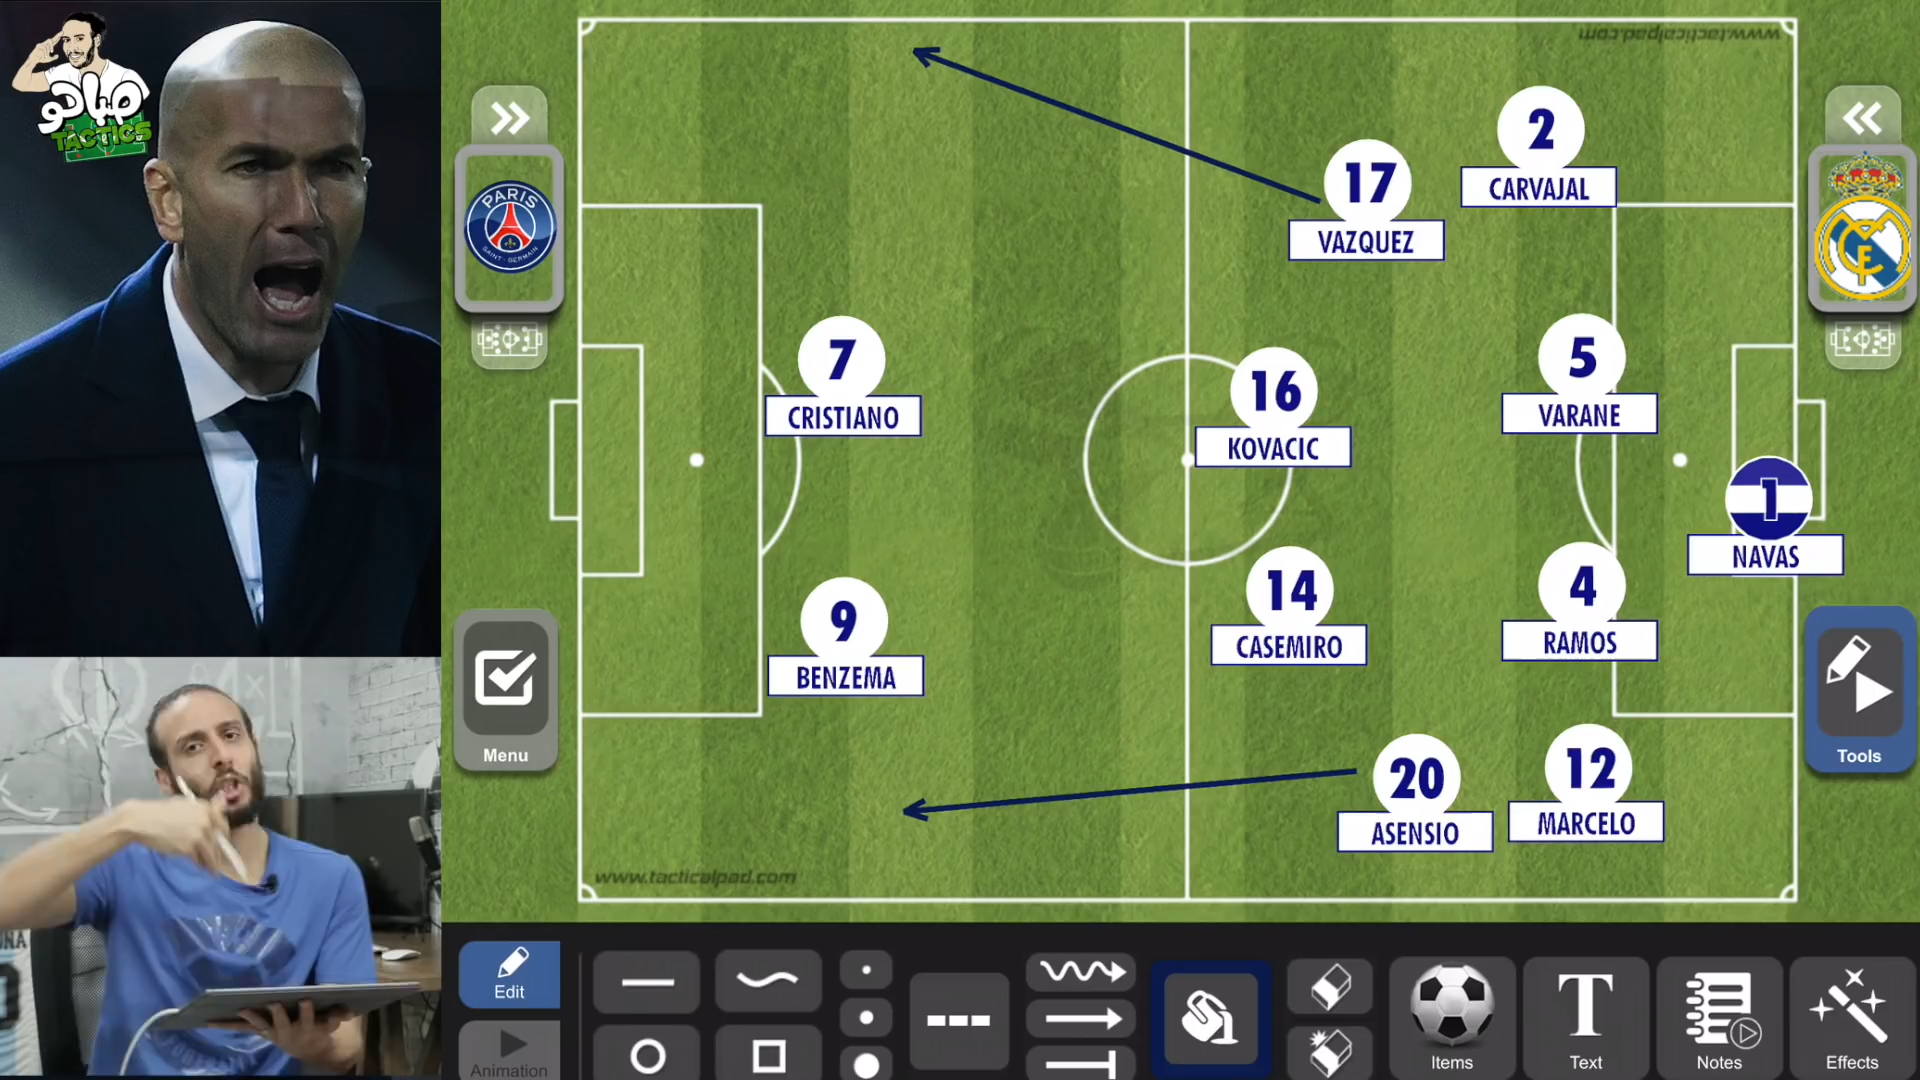 صباحو
TACTICS
www.tacticalpad.com
2
CARVAJAL
17
VAZQUEZ
PARIS
SAINT-GERMAIN
7
CRISTIANO
16
KOVACIC
5
VARANE
1
NAVAS
9
BENZEMA
14
CASEMIRO
4
RAMOS
Menu
Tools
20
ASENSIO
12
MARCELO
www.tacticalpad.com
Edit
Animation
Items
T
Text
Notes
Effects